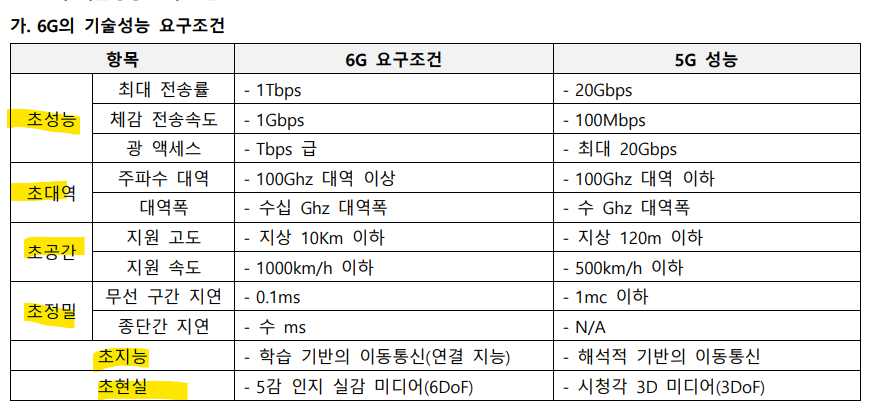 가. 6G의 기술성능 요구조건
항목 6G 요구조건 5G 성능
초성능 최대 전송률 - 1Tbps - 20Gbps
체감 전송속도 - 1Gbps - 100Mbps
광 액세스 - Tbps 급 - 최대 20Gbps
초대역 주파수 대역 - 100Ghz 대역 이상 - 100Ghz 대역 이하
대역폭 - 수십 Ghz 대역폭 - 수 Ghz 대역폭
초공간 지원 고도 - 지상 10Km 이하 - 지상 120m 이하
지원 속도 - 1000km/h 이하 - 500km/h 이하
초정밀 무선 구간 지연 - 0.1ms - 1mc 이하
종단간 지연 - 수 ms - N/A
초지능 - 학습 기반의 이동통신(연결 지능) - 해석적 기반의 이동통신
초현실 - 5감 인지 실감 미디어(6DoF) - 시청각 3D 미디어(3DoF)